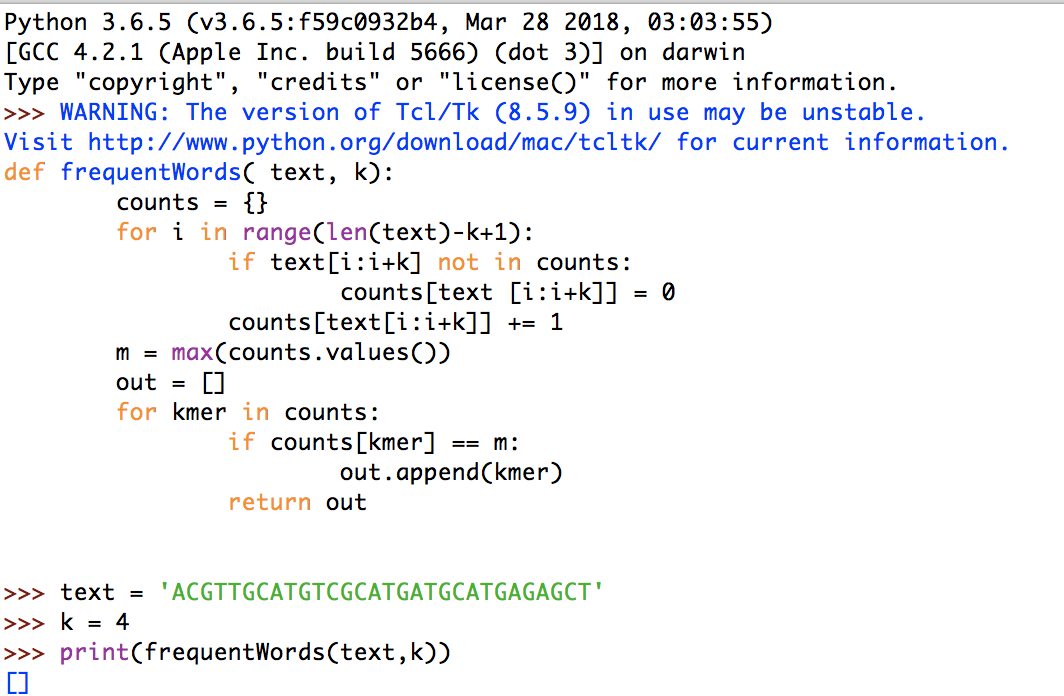 Python 3.6.5 (v3.6.5:f59c0932b4, Mar 28 2018, 03:03:55)
[GCC 4.2.1 (Apple Inc. build 5666) (dot 3)] on darwin
Type "copyright", "credits" or "license()" for more information.
>>> WARNING: The version of Tcl/Tk (8.5.9) in use may be unstable.
Visit http://www.python.org/download/mac/tcltk/ for current information.
def frequentWords( text, k):
        counts = {}
        for i in range(len(text)-k+1):
                if text[i:i+k] not in counts:
                        counts[text [i:i+k]] = 0
                counts[text[i:i+k]] += 1
        m = max(counts.values())
        out = []
        for kmer in counts:
                if counts[kmer] == m:
                        out.append(kmer)
                return out
>>> text = 'ACGTTGCATGTCGCATGATGCATGAGAGCT'
>>> k = 4
>>> print(frequentWords(text,k))
[]